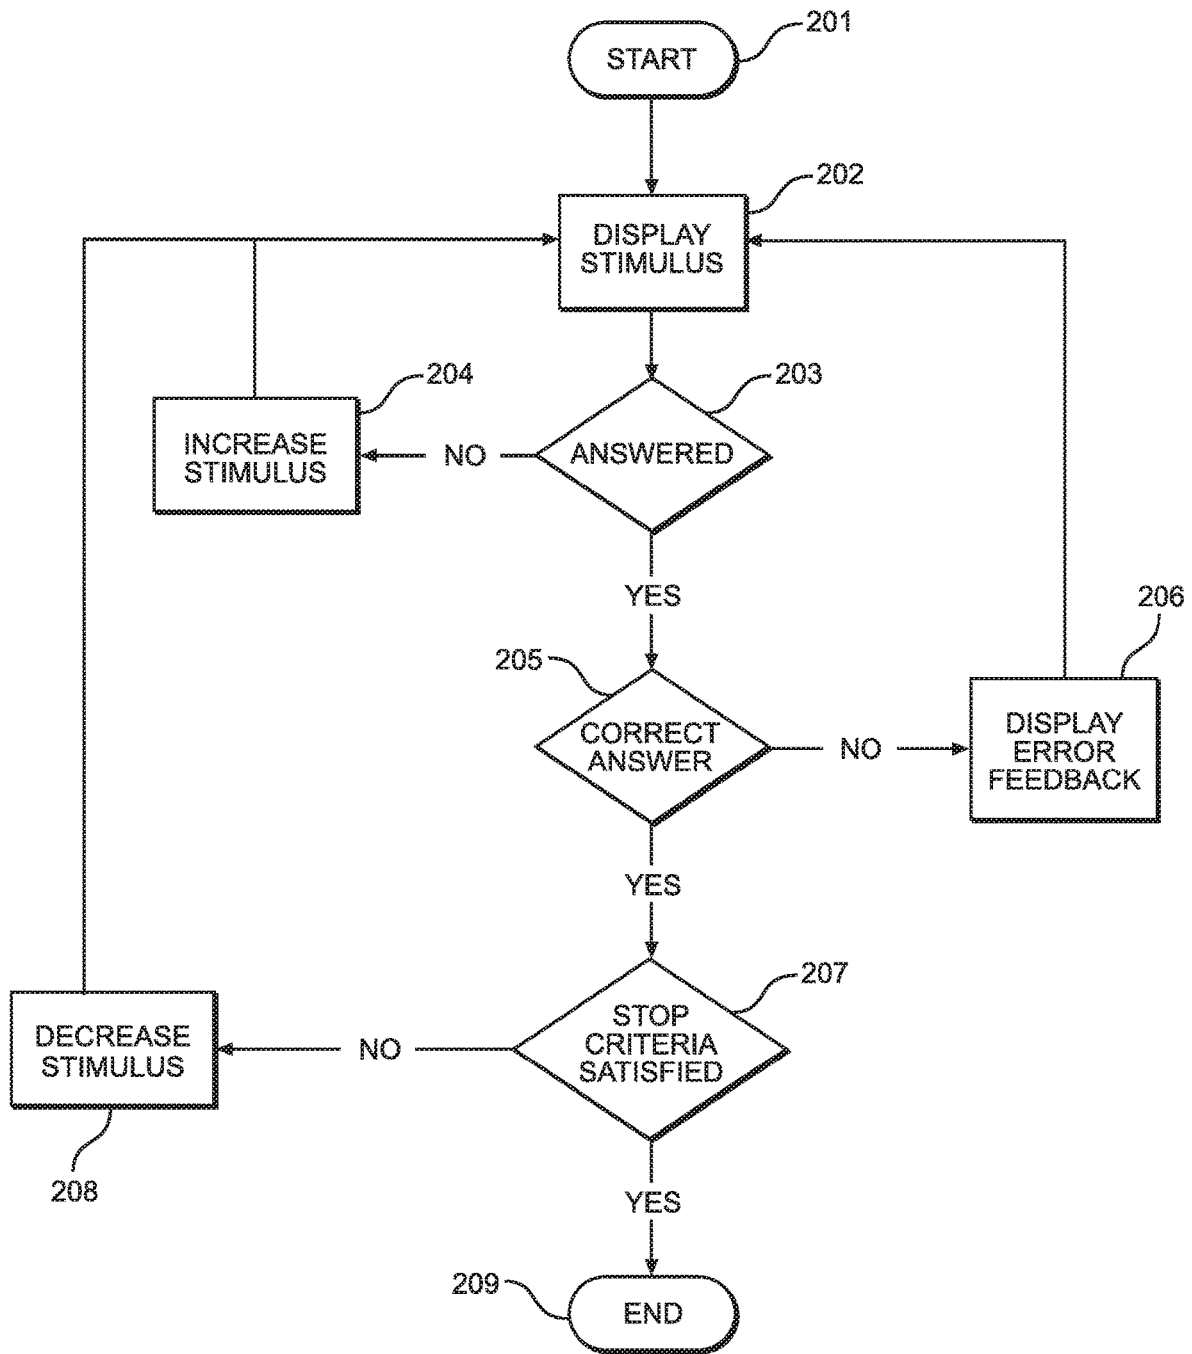 201
START
202
DISPLAY
STIMULUS
204
203
INCREASE
STIMULUS
NO
ANSWERED
YES
206
205
CORRECT
ANSWER
NO
DISPLAY
ERROR
FEEDBACK
YES
207
STOP
CRITERIA
SATISFIED
NO
DECREASE
STIMULUS
208
YES
209
END